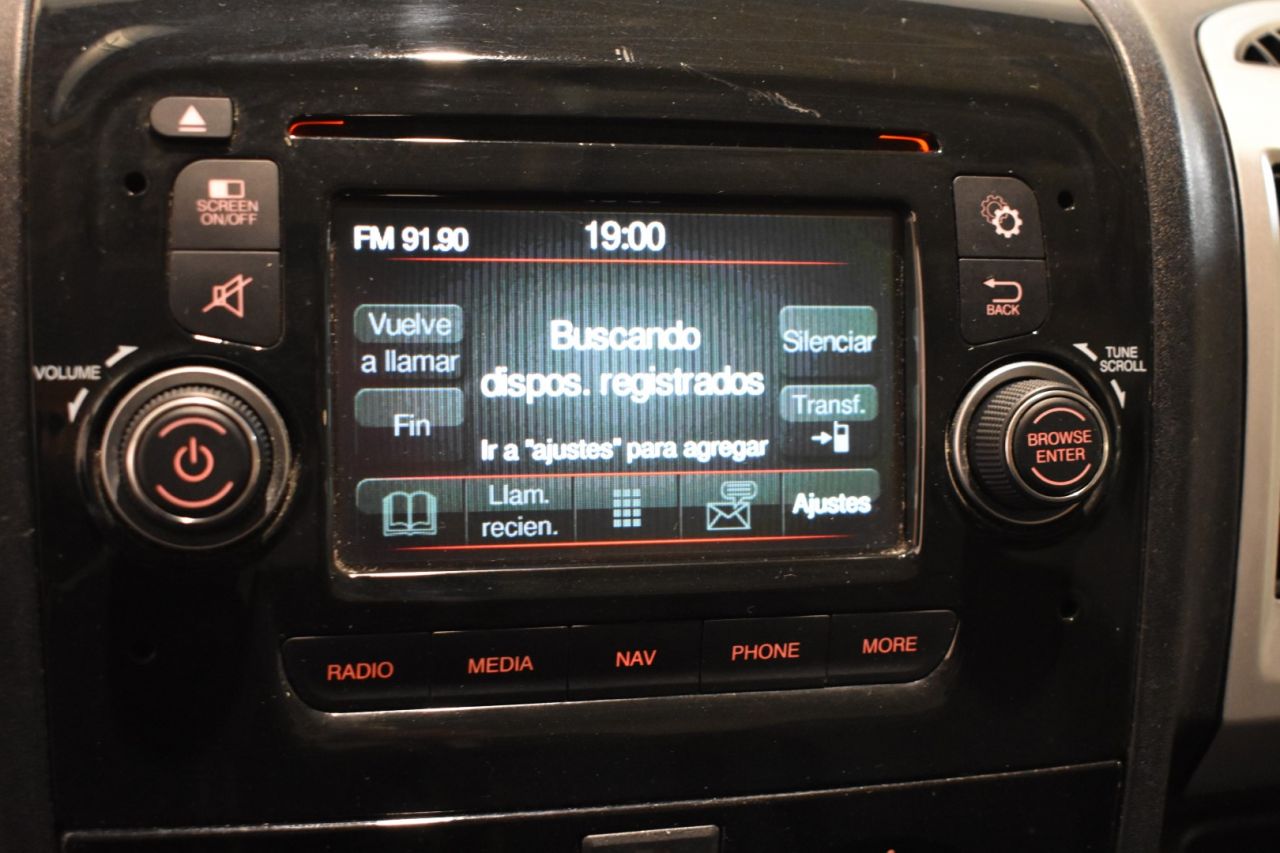 SCREEN
ON/OFF
VOLUME
FM 91.90
19:00
Vuelve
a llamar
Fin
Buscando
dispos. registrados
Ir a "ajustes" para agregar
Silenciar
Transf.
Llam.
recien.
Ajustes
BACK
TUNE
SCROLL
BROWSE
ENTER
RADIO
MEDIA
NAV
PHONE
MORE